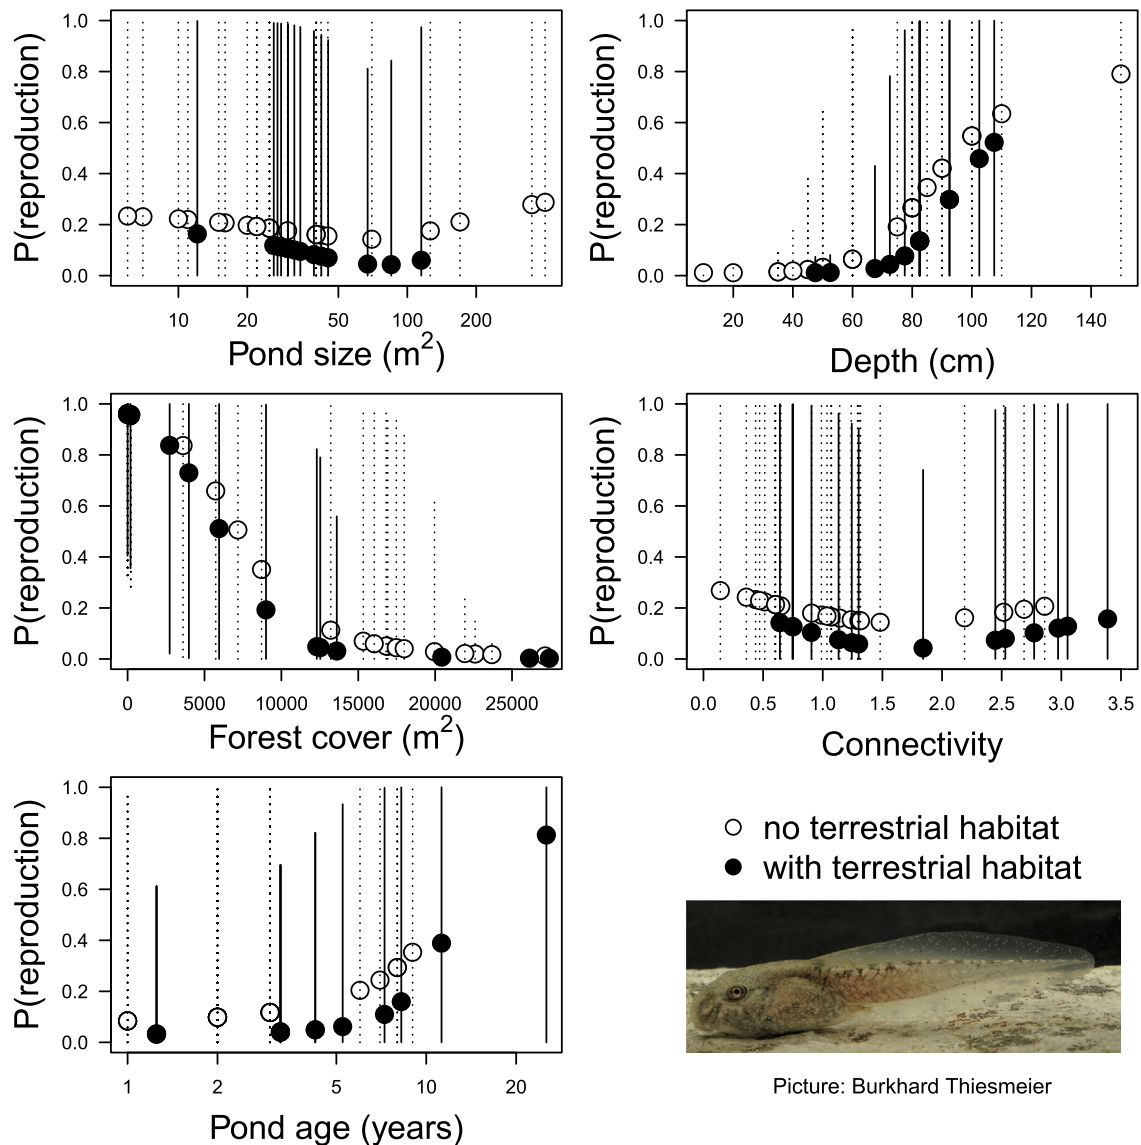 P(reproduction)
1.0
0.8
0.6
0.4
0.2
0.0
10 20 50 100 200
Pond size (m2)
P(reproduction)
1.0
0.8
0.6
0.4
0.2
0.0
20 40 60 80 100 120 140
Depth (cm)
P(reproduction)
1.0
0.8
0.6
0.4
0.2
0.0
0 5000 10000 15000 20000 25000
Forest cover (m2)
P(reproduction)
1.0
0.8
0.6
0.4
0.2
0.0
0.0 0.5 1.0 1.5 2.0 2.5 3.0 3.5
Connectivity
P(reproduction)
1.0
0.8
0.6
0.4
0.2
0.0
1 2 5 10 20
Pond age (years)
no terrestrial habitat
with terrestrial habitat
Picture: Burkhard Thiesmeier